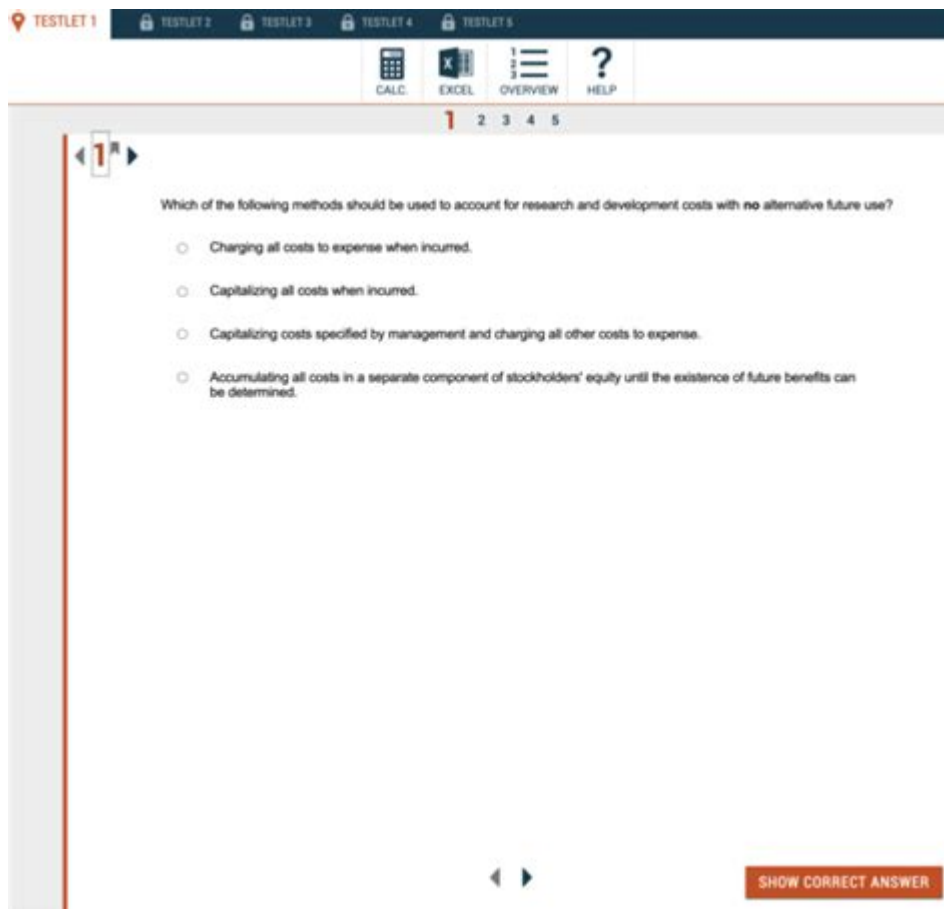 TESTLET 1 TESTLET 2 TESTLET 3 TESTLET 4 TESTLET 5
CALC. EXCEL OVERVIEW HELP
1 2 3 4 5
1
Which of the following methods should be used to account for research and development costs with no alternative future use?
Charging all costs to expense when incurred.
Capitalizing all costs when incurred.
Capitalizing costs specified by management and charging all other costs to expense.
Accumulating all costs in a separate component of stockholders' equity until the existence of future benefits can
be determined.
SHOW CORRECT ANSWER